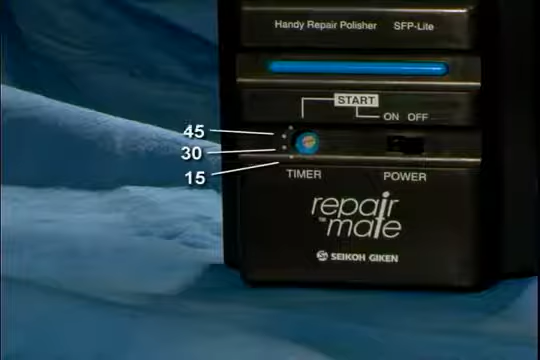 Handy Repair Polisher SFP-Lite
START
ON OFF
45
30
15
TIMER POWER
repair
mate
SEIKOH GIKEN